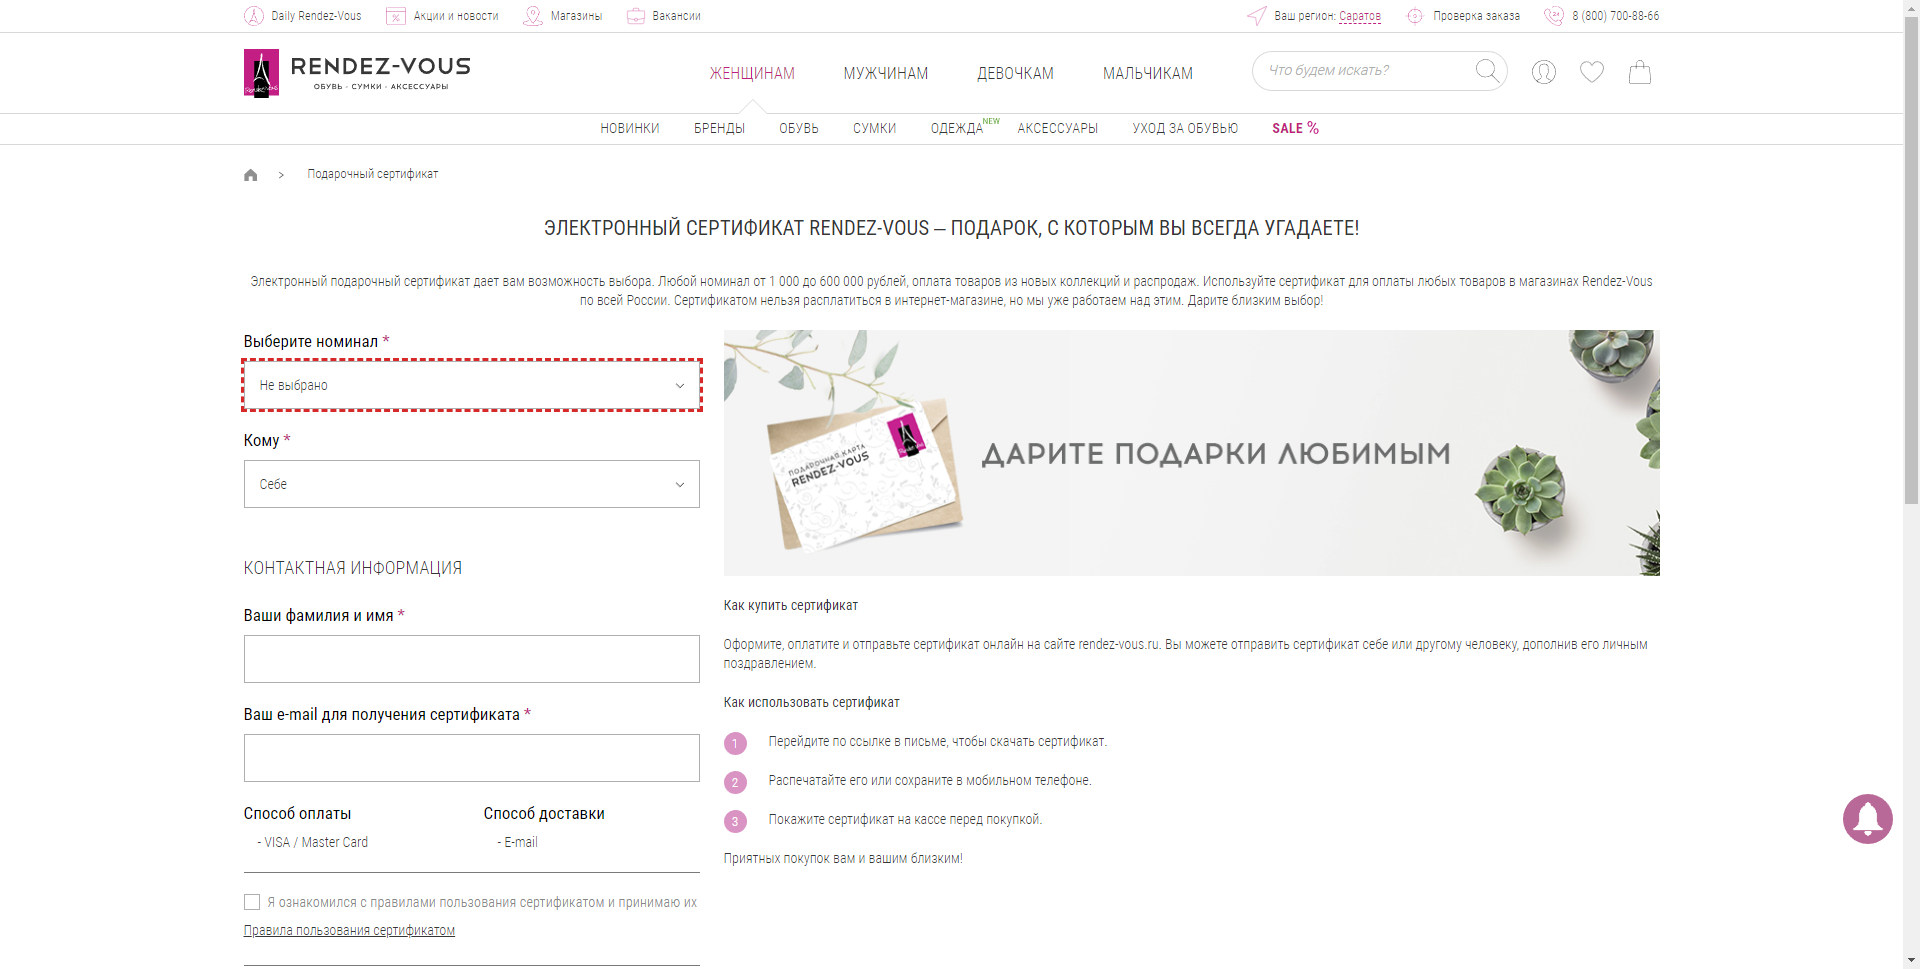 Daily Rendez-Vous Акции и новости Магазины Вакансии Ваш регион: Саратов Проверка заказа 8 (800) 700-88-66
RENDEZ-VOUS
ОБУВЬ · СУМКИ · АКСЕССУАРЫ
ЖЕНЩИНАМ МУЖЧИНАМ ДЕВОЧКАМ МАЛЬЧИКАМ
Что будем искать?
НОВИНКИ БРЕНДЫ ОБУВЬ СУМКИ ОДЕЖДА NEW АКСЕССУАРЫ УХОД ЗА ОБУВЬЮ SALE %
> Подарочный сертификат
ЭЛЕКТРОННЫЙ СЕРТИФИКАТ RENDEZ-VOUS – ПОДАРОК, С КОТОРЫМ ВЫ ВСЕГДА УГАДАЕТЕ!
Электронный подарочный сертификат дает вам возможность выбора. Любой номинал от 1 000 до 600 000 рублей, оплата товаров из новых коллекций и распродаж. Используйте сертификат для оплаты любых товаров в магазинах Rendez-Vous
по всей России. Сертификатом нельзя расплатиться в интернет-магазине, но мы уже работаем над этим. Дарите близким выбор!
Выберите номинал *
Не выбрано
Кому *
Себе
КОНТАКТНАЯ ИНФОРМАЦИЯ
Ваши фамилия и имя *
Ваш e-mail для получения сертификата *
Способ оплаты
- VISA / Master Card
Способ доставки
- E-mail
Я ознакомился с правилами пользования сертификатом и принимаю их
Правила пользования сертификатом
ПОДАРОЧНАЯ КАРТА
RENDEZ-VOUS
ДАРИТЕ ПОДАРКИ ЛЮБИМЫМ
Как купить сертификат
Оформите, оплатите и отправьте сертификат онлайн на сайте rendez-vous.ru. Вы можете отправить сертификат себе или другому человеку, дополнив его личным
поздравлением.
Как использовать сертификат
1 Перейдите по ссылке в письме, чтобы скачать сертификат.
2 Распечатайте его или сохраните в мобильном телефоне.
3 Покажите сертификат на кассе перед покупкой.
Приятных покупок вам и вашим близким!